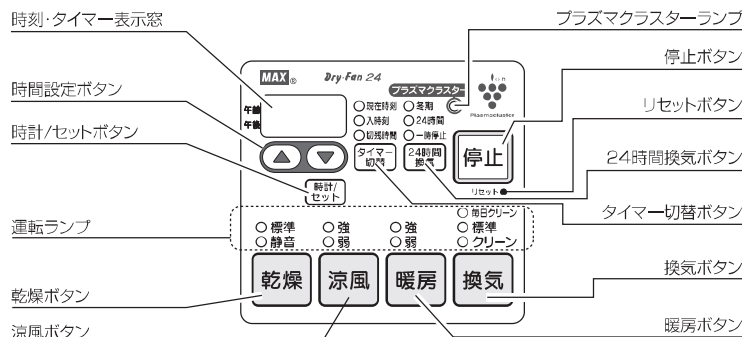 時刻・タイマー表示窓
時間設定ボタン
時計/セットボタン
運転ランプ
乾燥ボタン
涼風ボタン
MAX® Dry-Fan 24
プラズマクラスター
ion
Plasmacluster
午前
午後
現在時刻
入時刻
切残時間
冬期
24時間
一時停止
タイマー
切替
24時間
換気
停止
リセット
時計/
セット
毎日クリーン
標準 強 強 標準
静音 弱 弱 クリーン
乾燥 涼風 暖房 換気
プラズマクラスターランプ
停止ボタン
リセットボタン
24時間換気ボタン
タイマー切替ボタン
換気ボタン
暖房ボタン